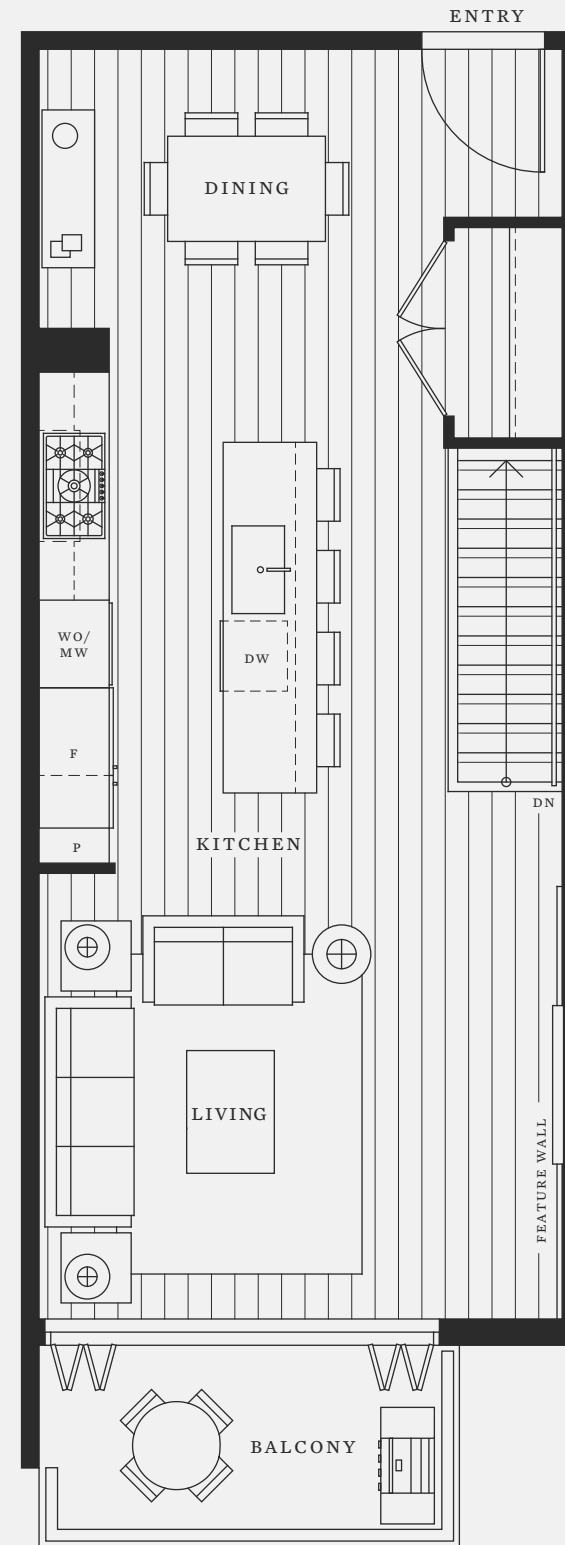 ENTRY
DINING
WO/
MW
DW
F
DN
P
KITCHEN
LIVING
FEATURE WALL
BALCONY